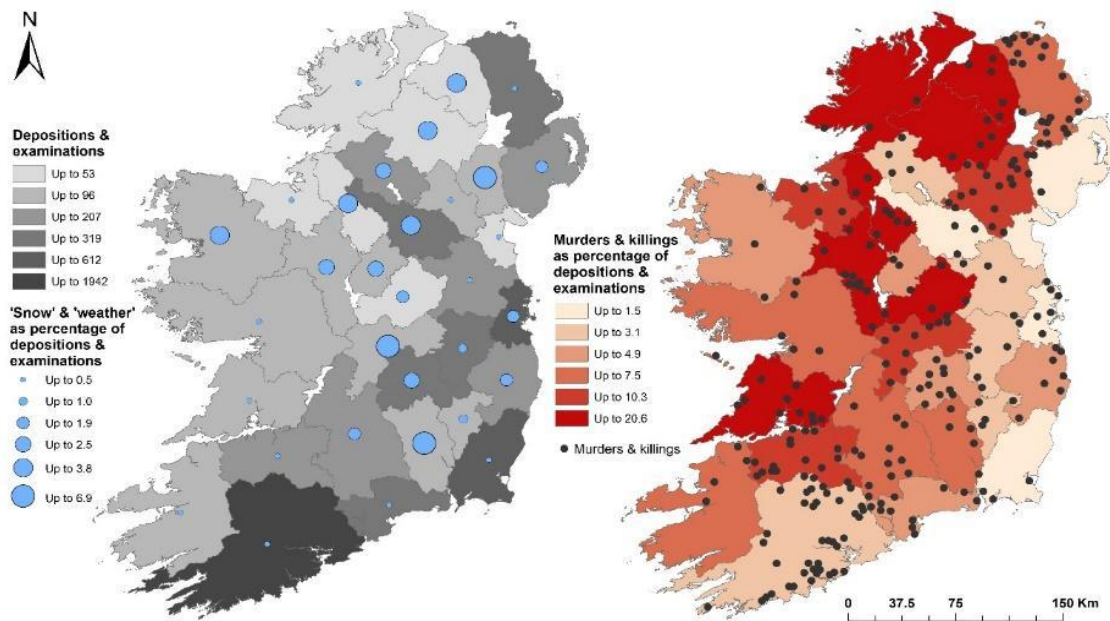 N
Depositions &
examinations
Up to 53
Up to 96
Up to 207
Up to 319
Up to 612
Up to 1942
'Snow' & 'weather'
as percentage of
depositions &
examinations
Up to 0.5
Up to 1.0
Up to 1.9
Up to 2.5
Up to 3.8
Up to 6.9
Murders & killings
as percentage of
depositions &
examinations
Up to 1.5
Up to 3.1
Up to 4.9
Up to 7.5
Up to 10.3
Up to 20.6
Murders & killings
0 37.5 75 150 Km